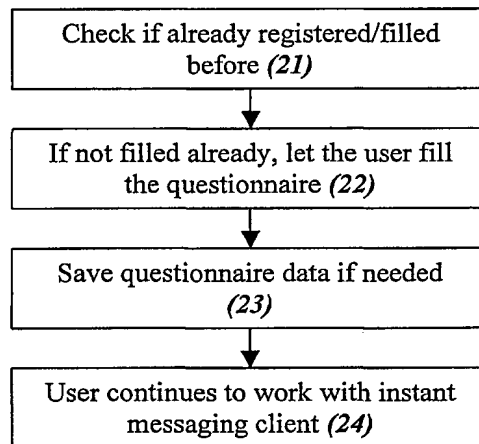 Check if already registered/filled
before (21)
If not filled already, let the user fill
the questionnaire (22)
Save questionnaire data if needed
(23)
User continues to work with instant
messaging client (24)